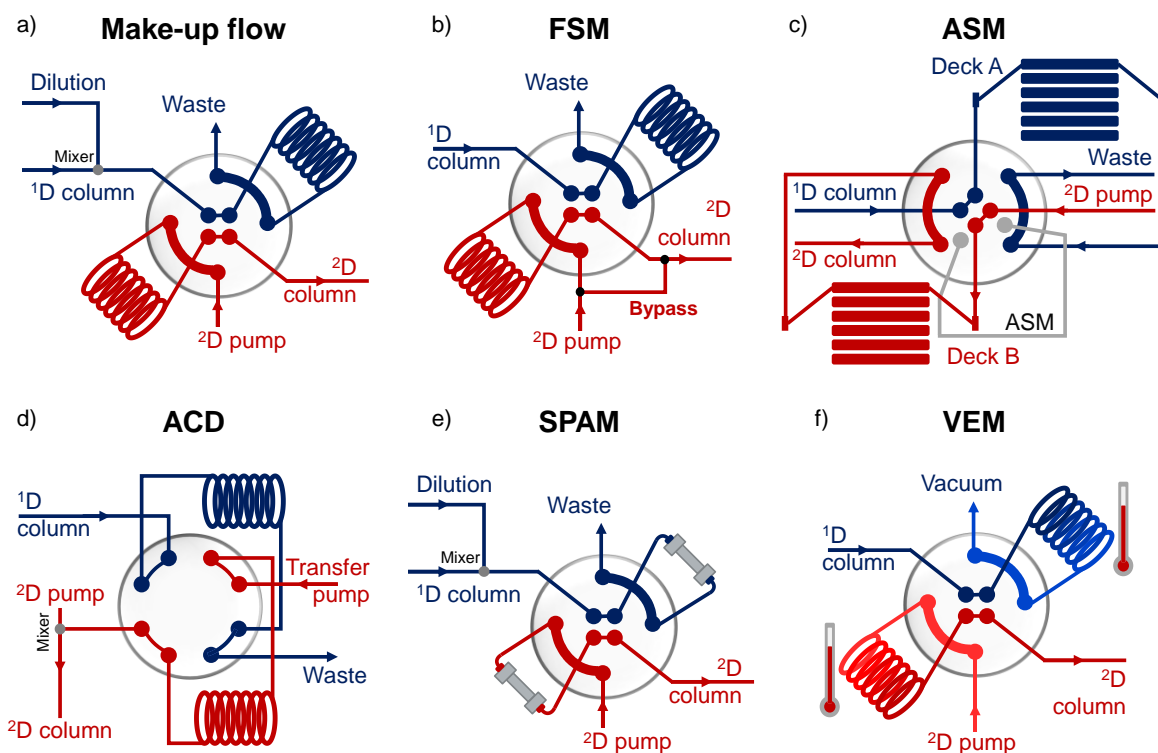 a)
Make-up flow
Dilution
Waste
Mixer
¹D column
²D
column
²D pump
b)
FSM
Waste
¹D
column
²D
column
Bypass
²D pump
c)
ASM
Deck A
Waste
¹D column
²D pump
²D column
ASM
Deck B
d)
ACD
¹D
column
Transfer
pump
²D pump
Mixer
Waste
²D column
e)
SPAM
Dilution
Waste
Mixer
¹D column
²D
column
²D pump
f)
VEM
Vacuum
¹D
column
²D
column
²D pump